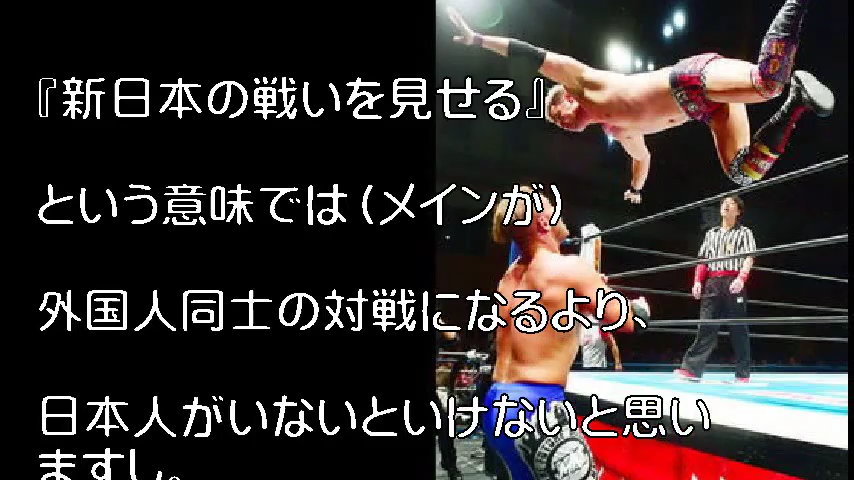 『新日本の戦いを見せる』
という意味では（メインが）
外国人同士の対戦になるより、
日本人がいないといけないと思い
ますし。